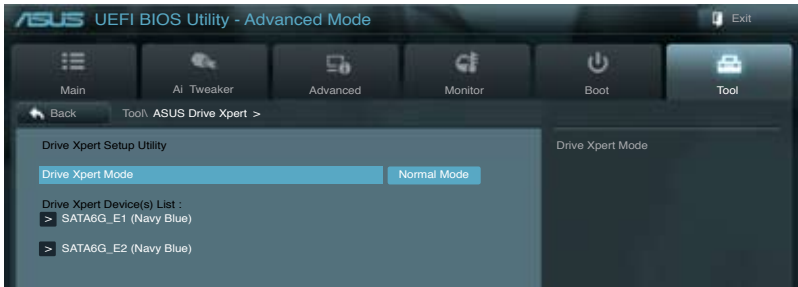 ASUS UEFI BIOS Utility - Advanced Mode
Exit
Main
Ai Tweaker
Advanced
Monitor
Boot
Tool
Back
Tool\ ASUS Drive Xpert >
Drive Xpert Setup Utility
Drive Xpert Mode
Drive Xpert Mode
Normal Mode
Drive Xpert Device(s) List :
> SATA6G_E1 (Navy Blue)
> SATA6G_E2 (Navy Blue)